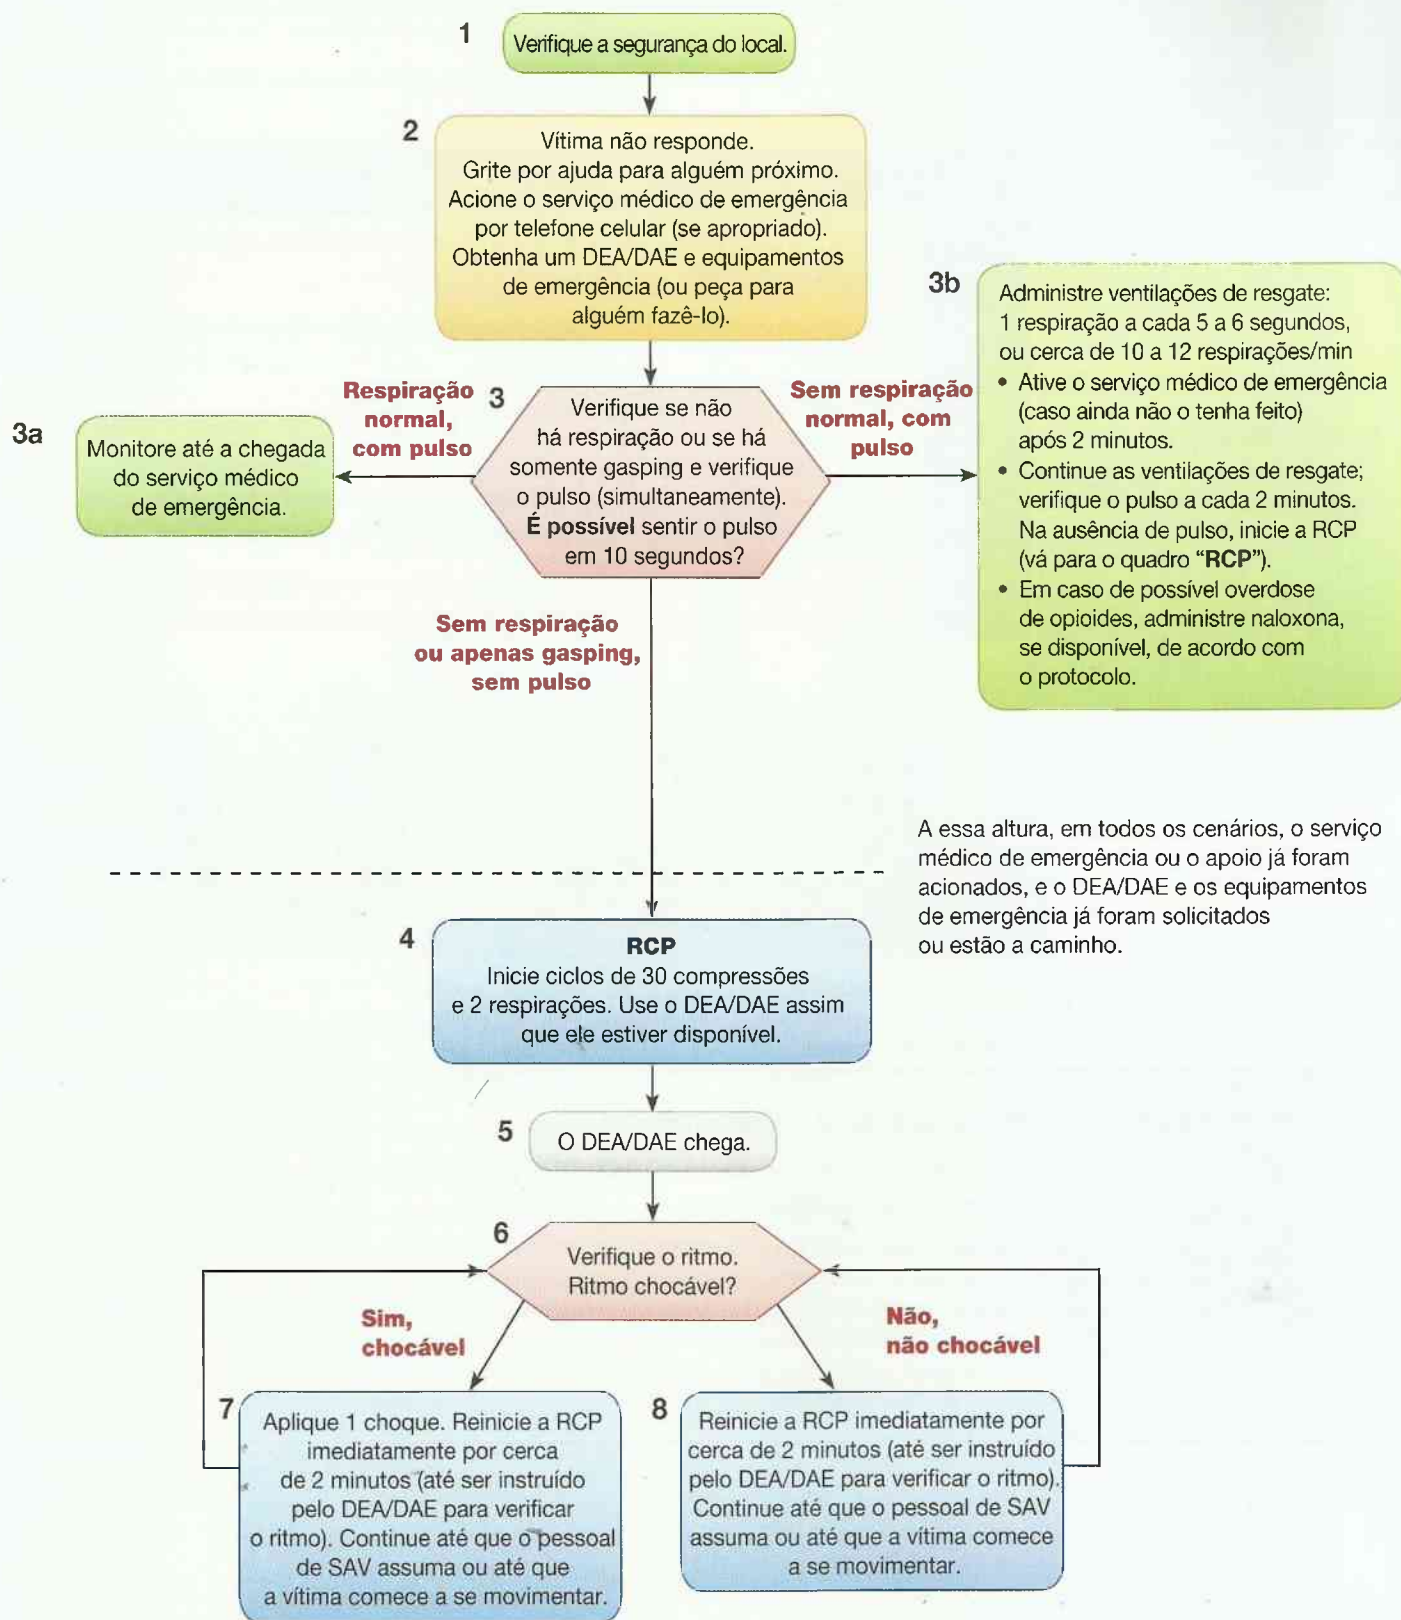 1
Verifique a segurança do local.
2
Vítima não responde.
Grite por ajuda para alguém próximo.
Acione o serviço médico de emergência
por telefone celular (se apropriado).
Obtenha um DEA/DAE e equipamentos
de emergência (ou peça para
alguém fazê-lo).
3
Verifique se não
há respiração ou se há
somente gasping e verifique
o pulso (simultaneamente).
É possível sentir o pulso
em 10 segundos?
Respiração
normal,
com pulso
3a
Monitore até a chegada
do serviço médico
de emergência.
Sem respiração
normal, com
pulso
3b
Administre ventilações de resgate:
1 respiração a cada 5 a 6 segundos,
ou cerca de 10 a 12 respirações/min
• Ative o serviço médico de emergência
(caso ainda não o tenha feito)
após 2 minutos.
• Continue as ventilações de resgate;
verifique o pulso a cada 2 minutos.
Na ausência de pulso, inicie a RCP
(vá para o quadro "RCP").
• Em caso de possível overdose
de opioides, administre naloxona,
se disponível, de acordo com
o protocolo.
Sem respiração
ou apenas gasping,
sem pulso
A essa altura, em todos os cenários, o serviço
médico de emergência ou o apoio já foram
acionados, e o DEA/DAE e os equipamentos
de emergência já foram solicitados
ou estão a caminho.
4
RCP
Inicie ciclos de 30 compressões
e 2 respirações. Use o DEA/DAE assim
que ele estiver disponível.
5
O DEA/DAE chega.
6
Verifique o ritmo.
Ritmo chocável?
Sim,
chocável
Não,
não chocável
7
Aplique 1 choque. Reinicie a RCP
imediatamente por cerca
de 2 minutos (até ser instruído
pelo DEA/DAE para verificar
o ritmo). Continue até que o pessoal
de SAV assuma ou até que
a vítima comece a se movimentar.
8
Reinicie a RCP imediatamente por
cerca de 2 minutos (até ser instruído
pelo DEA/DAE para verificar o ritmo).
Continue até que o pessoal de SAV
assuma ou até que a vítima comece
a se movimentar.